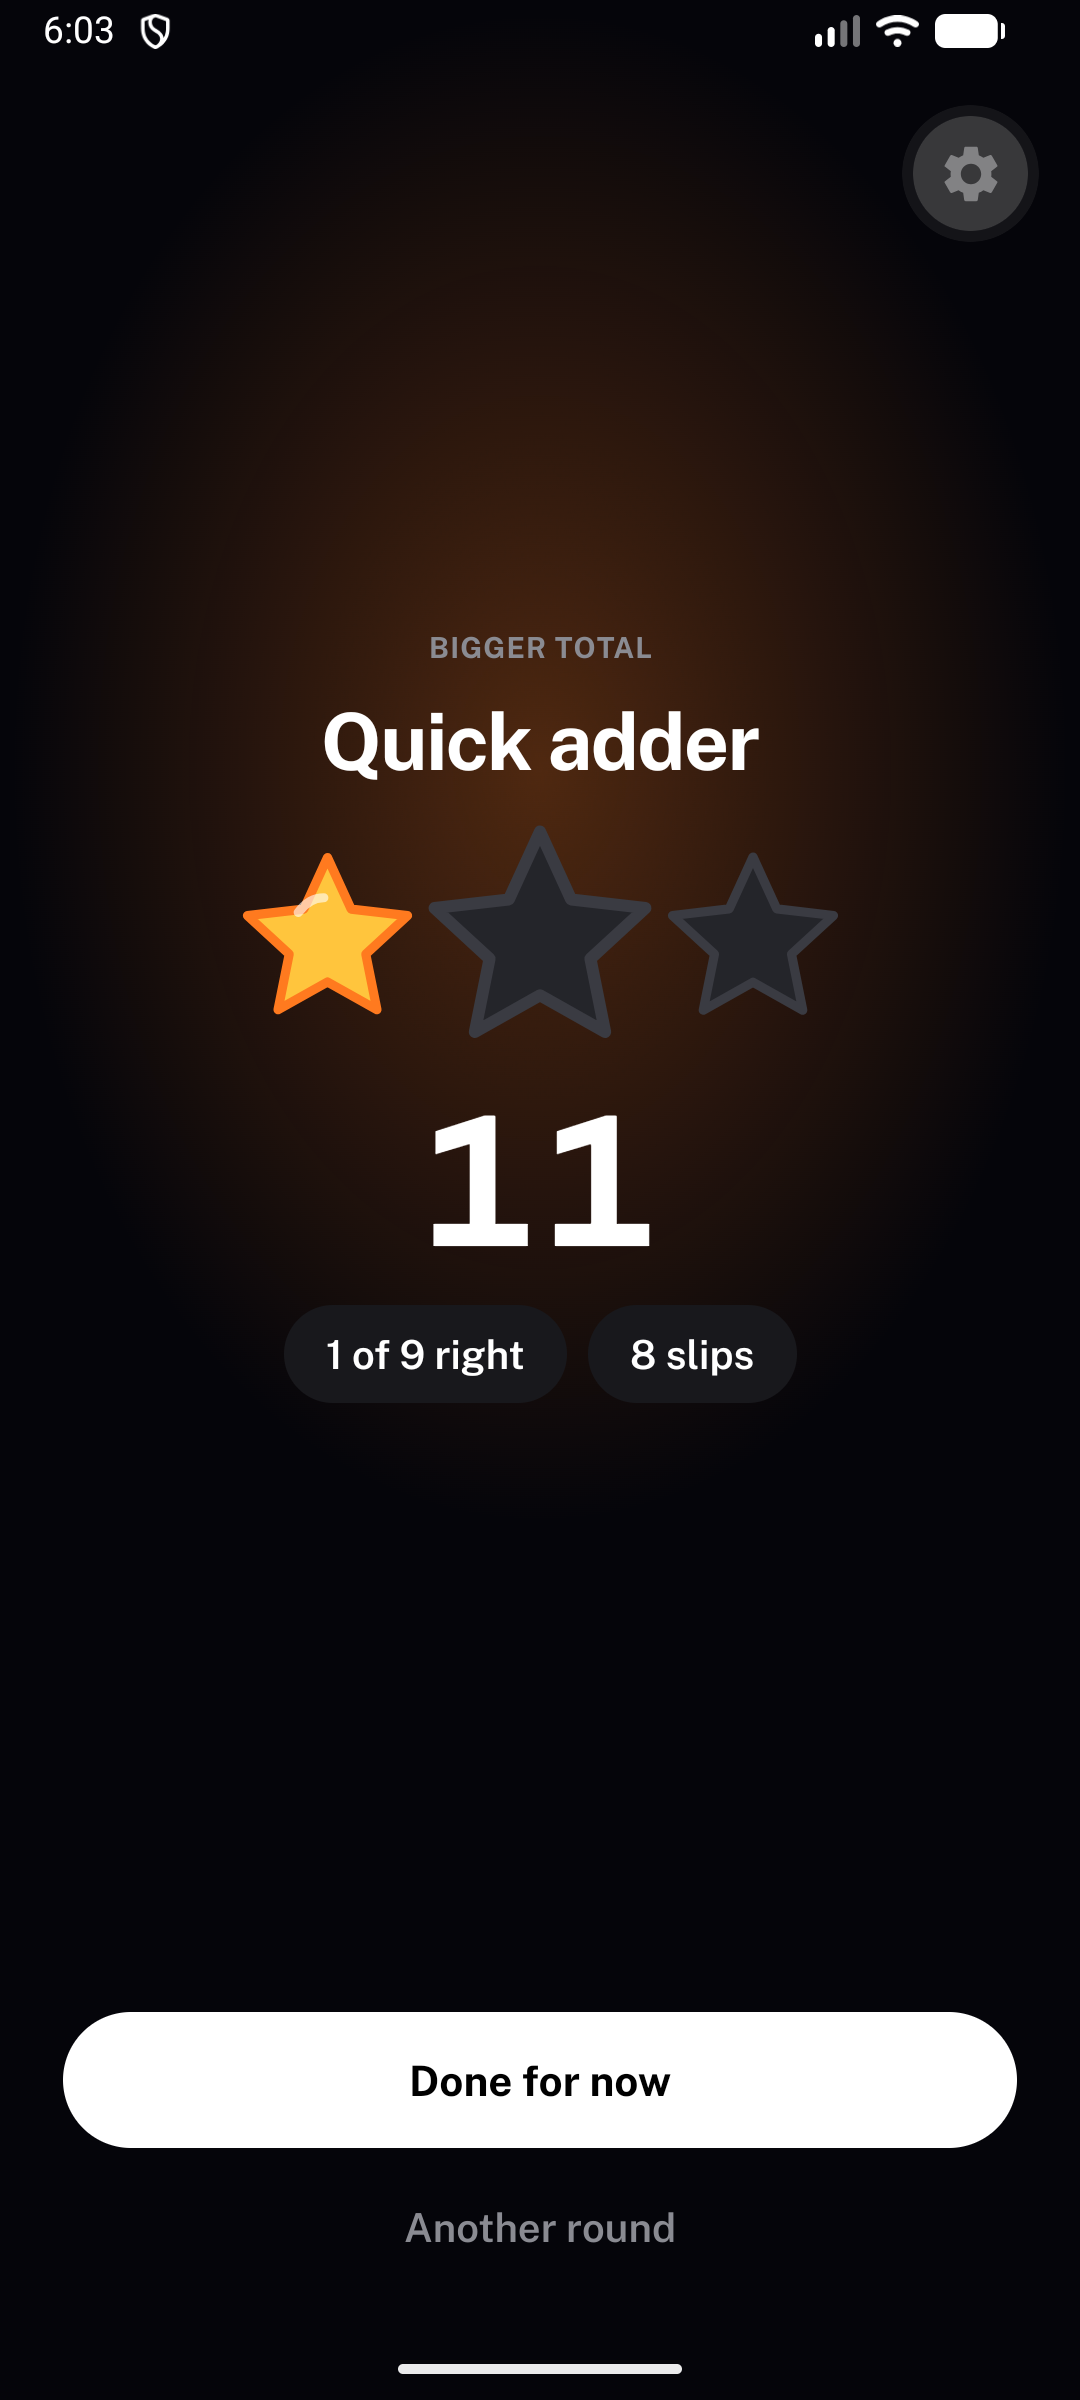 6:03
BIGGER TOTAL
Quick adder
11
1 of 9 right
8 slips
Done for now
Another round